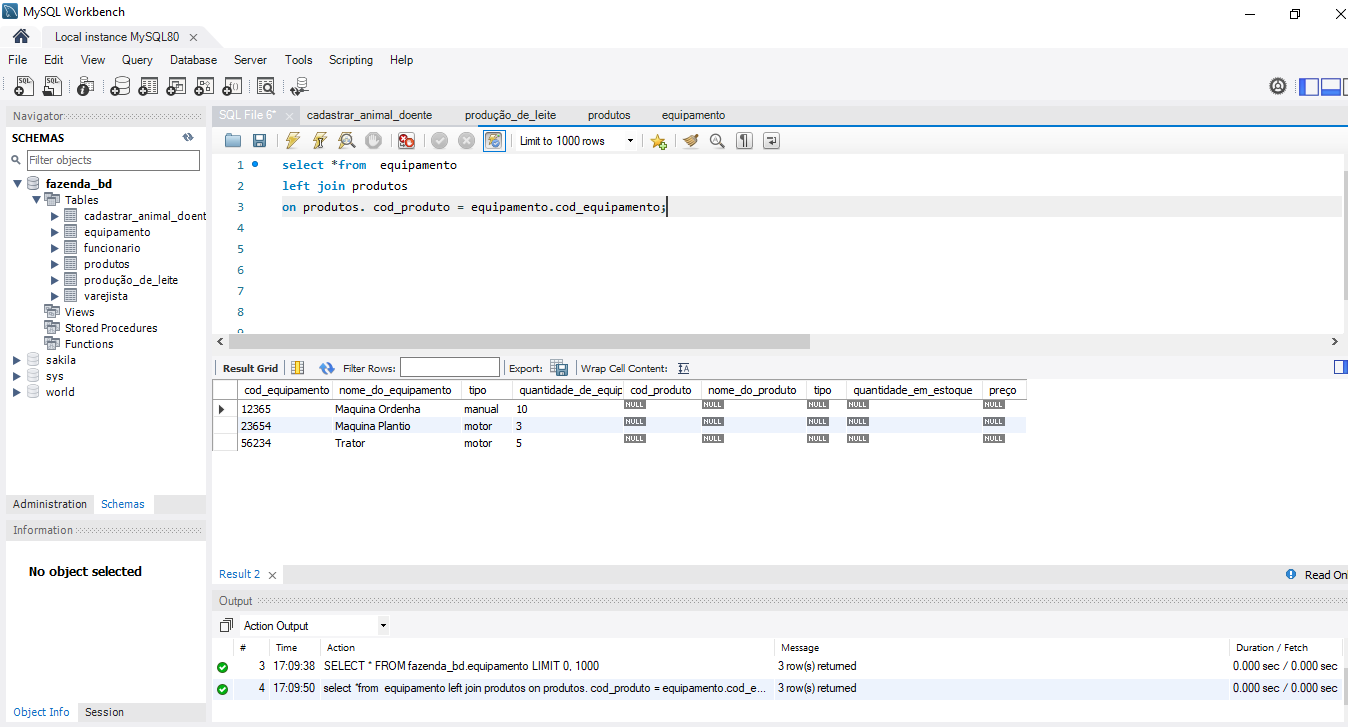 MySQL Workbench
Local instance MySQL80
File Edit View Query Database Server Tools Scripting Help
Navigator
SCHEMAS
Filter objects
fazenda_bd
Tables
cadastrar_animal_doent
equipamento
funcionario
produtos
produção_de_leite
varejista
Views
Stored Procedures
Functions
sakila
sys
world
Administration Schemas
Information
No object selected
Object Info Session
SQL File 6* cadastrar_animal_doente produção_de_leite produtos equipamento
Limit to 1000 rows
1 select *from  equipamento
2 left join produtos
3 on produtos. cod_produto = equipamento.cod_equipamento;
4
5
6
7
8
9
Result Grid Filter Rows: Export: Wrap Cell Content:
cod_equipamento nome_do_equipamento tipo quantidade_de_equip cod_produto nome_do_produto tipo quantidade_em_estoque preço
12365 Maquina Ordenha manual 10 NULL NULL NULL NULL NULL
23654 Maquina Plantio motor 3 NULL NULL NULL NULL NULL
56234 Trator motor 5 NULL NULL NULL NULL NULL
Result 2 Read On
Output
Action Output
# Time Action Message Duration / Fetch
3 17:09:38 SELECT * FROM fazenda_bd.equipamento LIMIT 0, 1000 3 row(s) returned 0.000 sec / 0.000 sec
4 17:09:50 select *from  equipamento left join produtos on produtos. cod_produto = equipamento.cod_e... 3 row(s) returned 0.000 sec / 0.000 sec